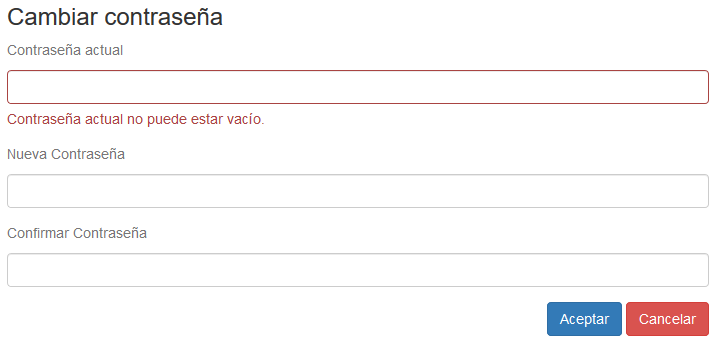 Cambiar contraseña
Contraseña actual
Contraseña actual no puede estar vacío.
Nueva Contraseña
Confirmar Contraseña
Aceptar Cancelar